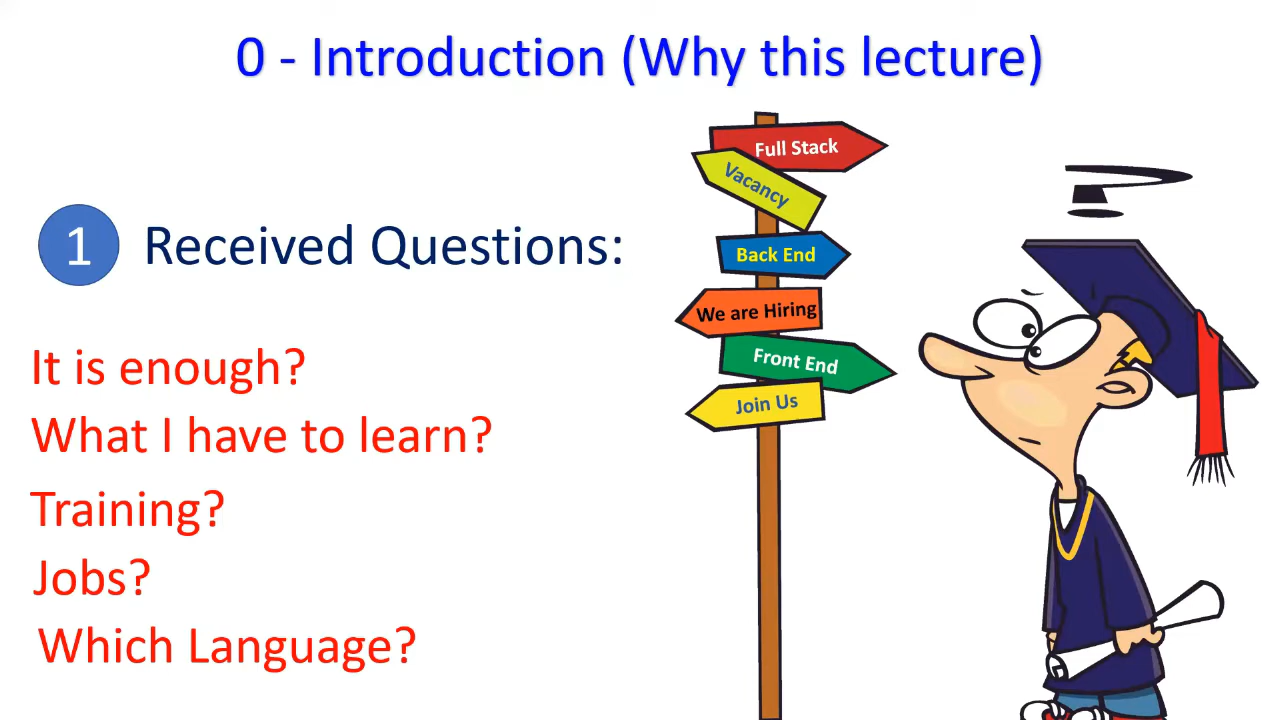 0 - Introduction (Why this lecture)
1 Received Questions:
It is enough?
What I have to learn?
Training?
Jobs?
Which Language?
Full Stack
Vacancy
Back End
We are Hiring
Front End
Join Us